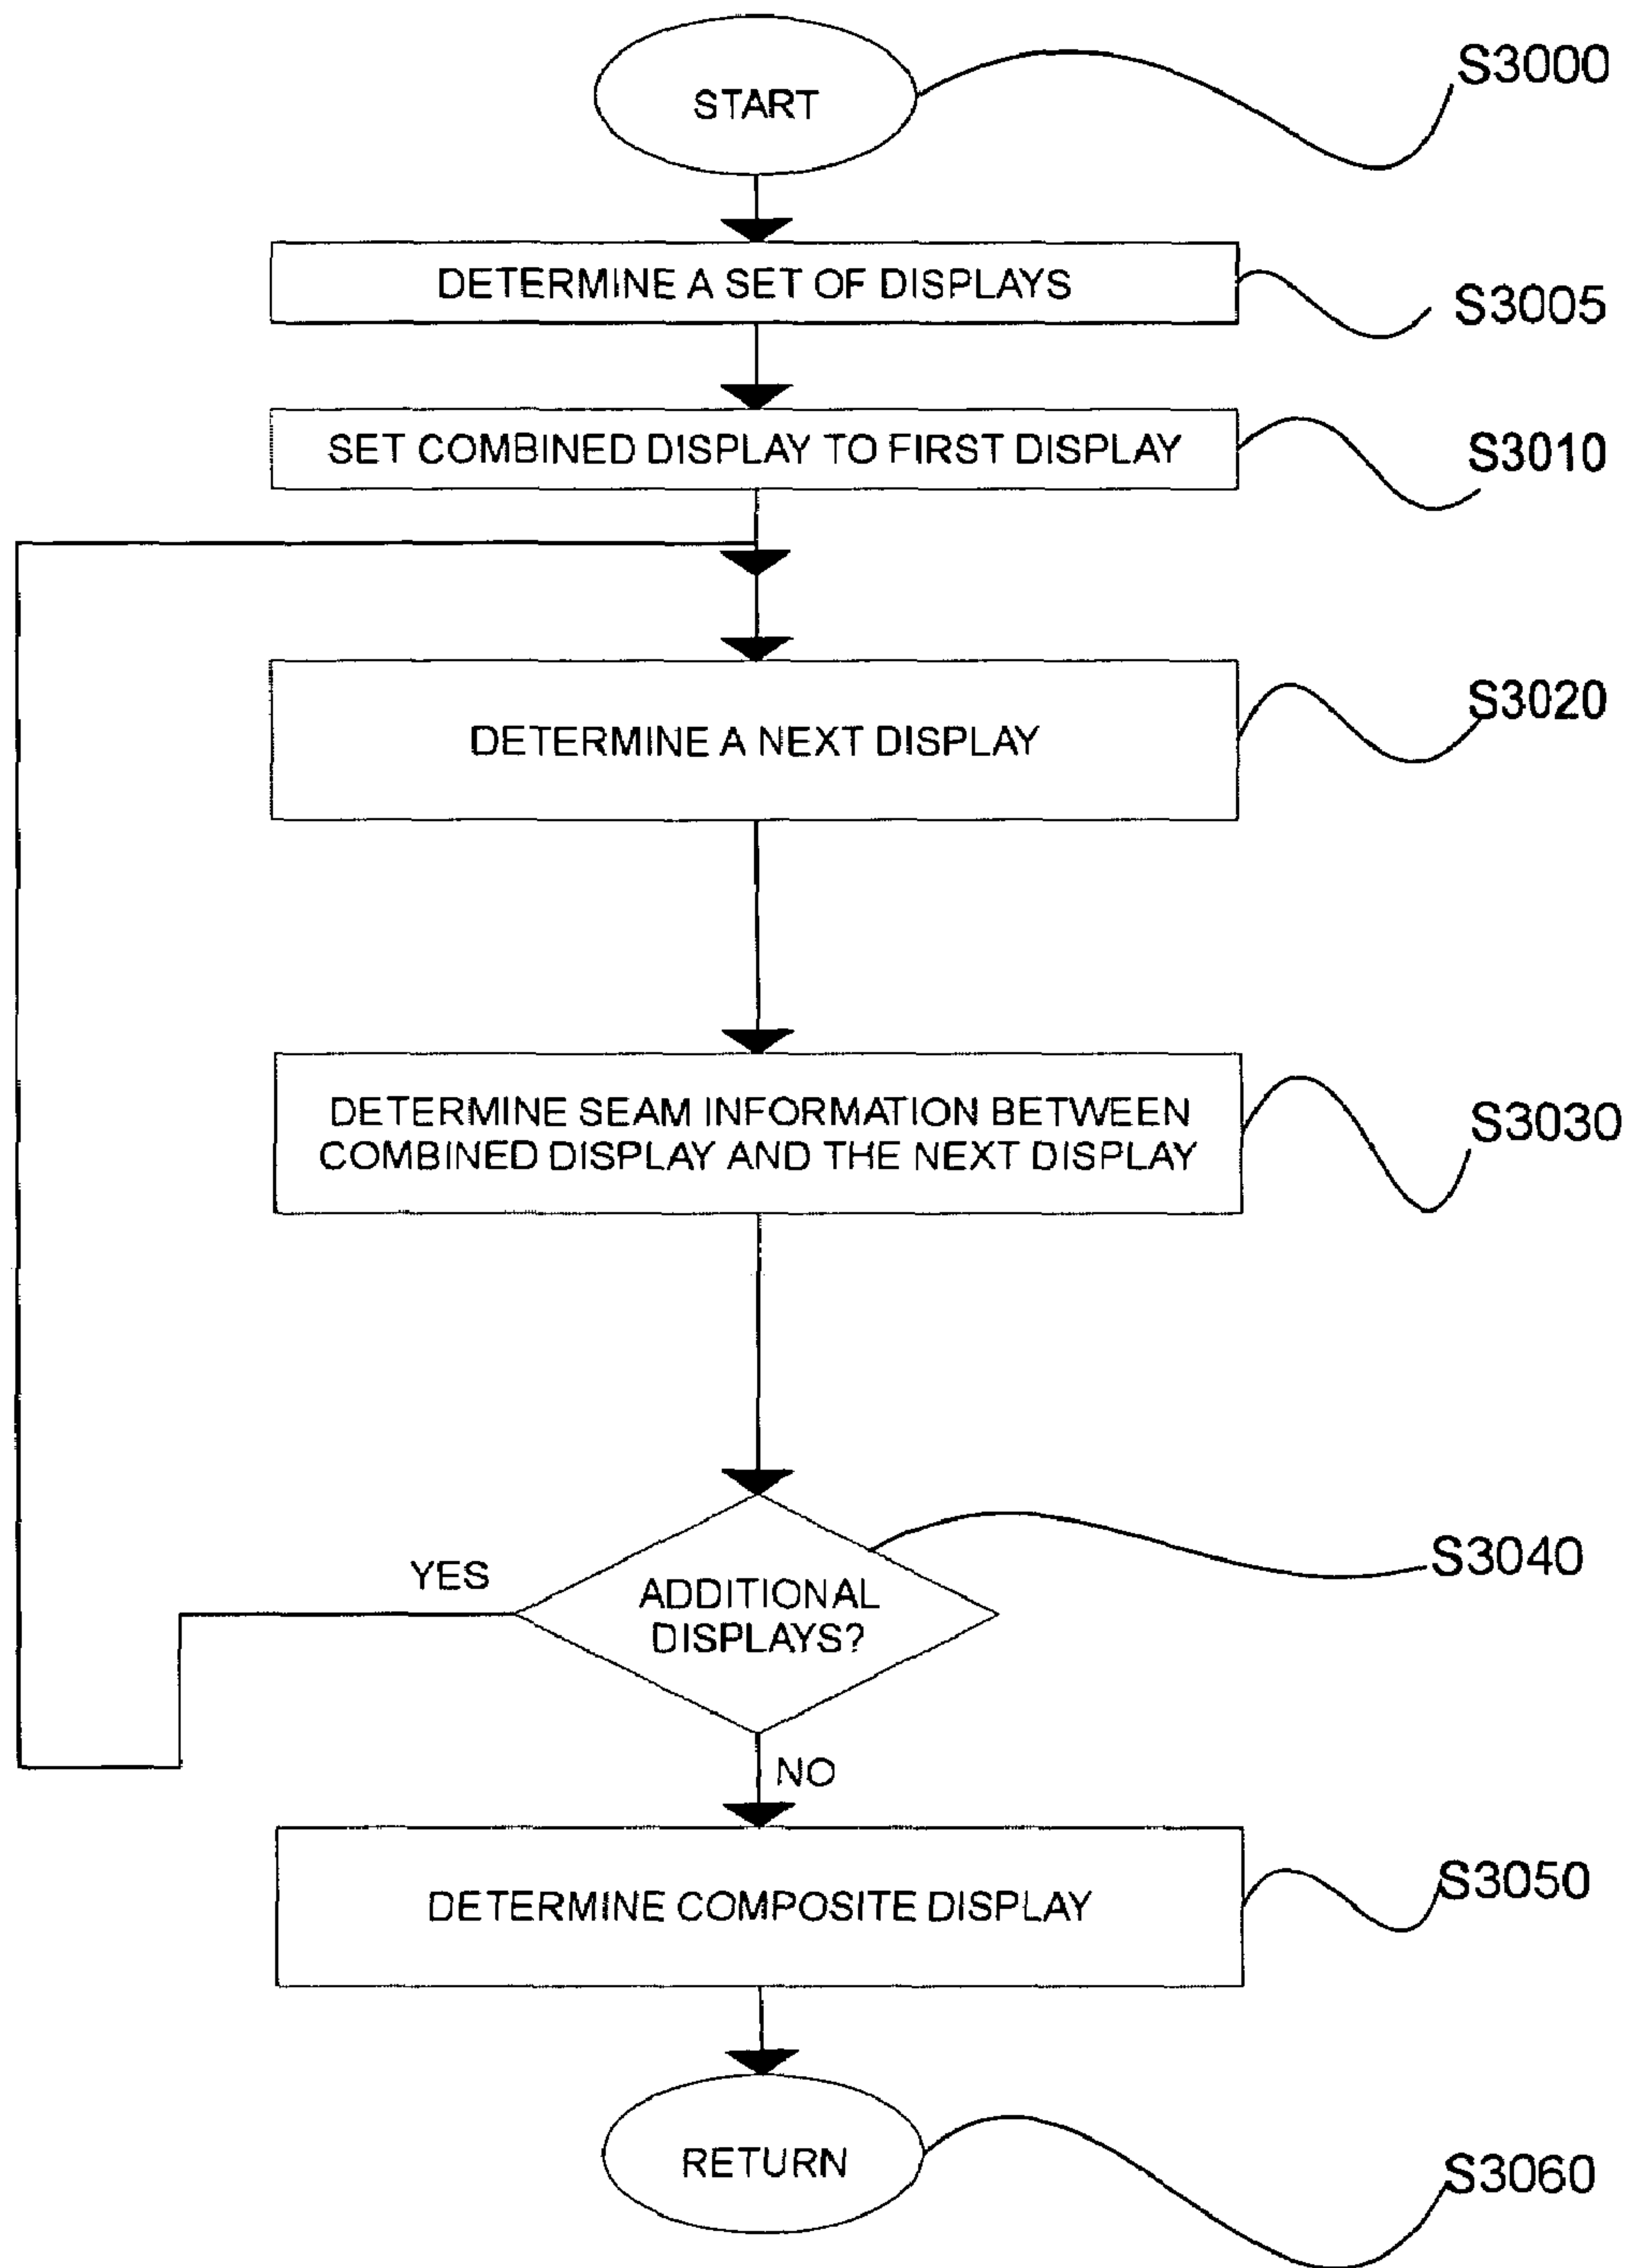 START
S3000
DETERMINE A SET OF DISPLAYS
S3005
SET COMBINED DISPLAY TO FIRST DISPLAY
S3010
DETERMINE A NEXT DISPLAY
S3020
DETERMINE SEAM INFORMATION BETWEEN
COMBINED DISPLAY AND THE NEXT DISPLAY
S3030
YES
ADDITIONAL
DISPLAYS?
S3040
NO
DETERMINE COMPOSITE DISPLAY
S3050
RETURN
S3060